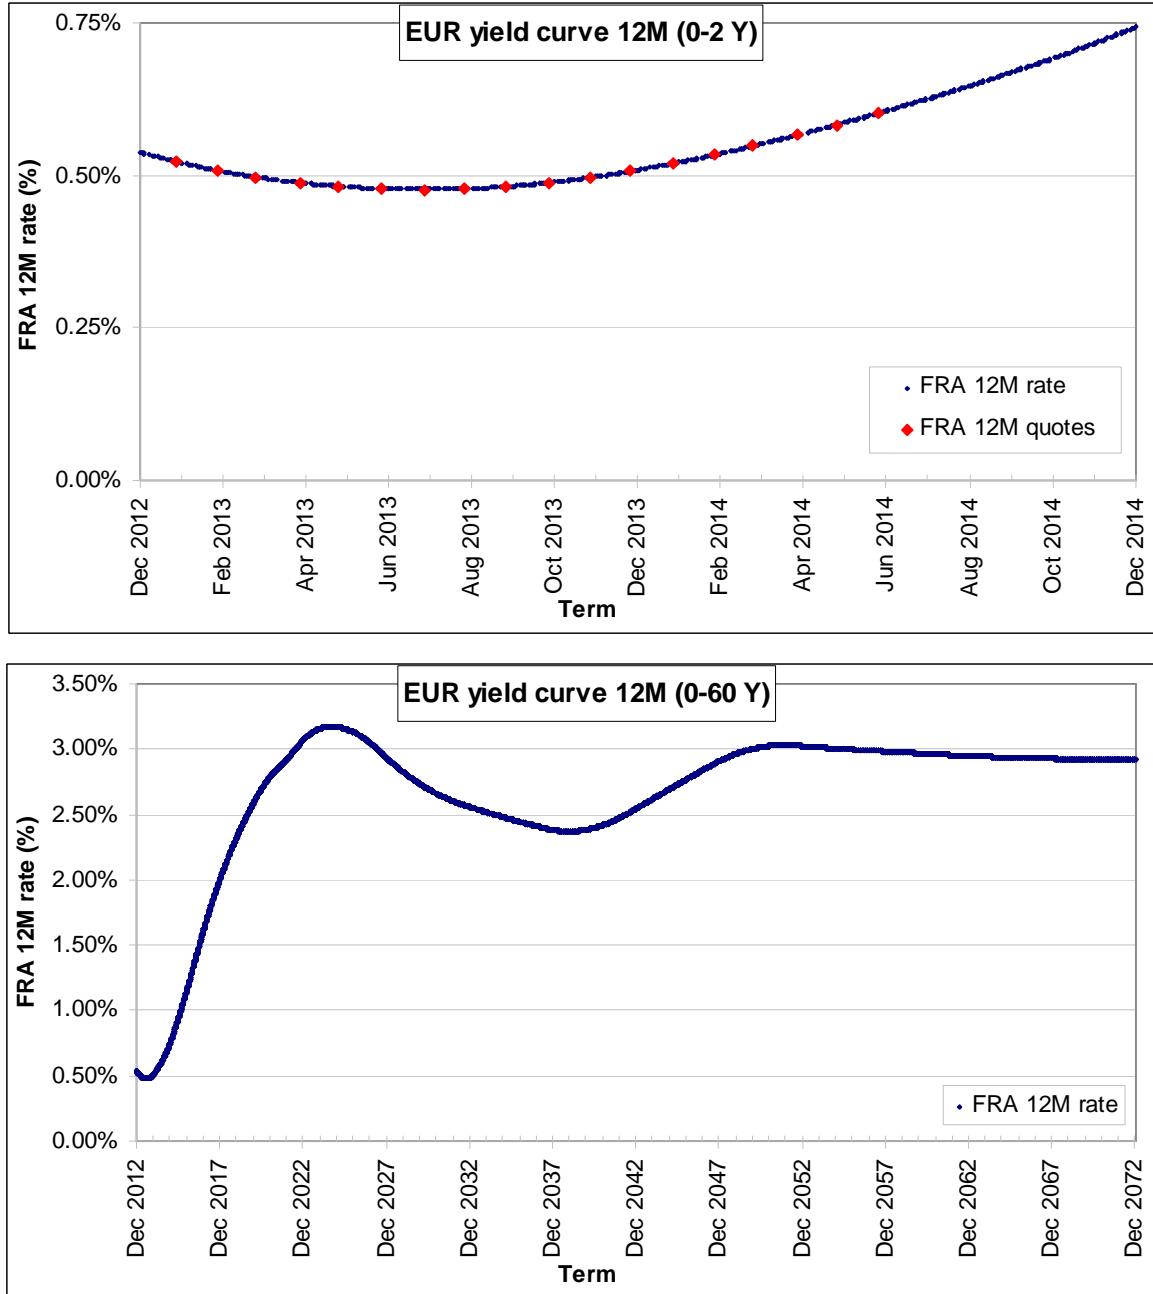 EUR yield curve 12M (0-2 Y)
0.75%
0.50%
0.25%
0.00%
FRA 12M rate (%)
FRA 12M rate
FRA 12M quotes
Dec 2012
Feb 2013
Apr 2013
Jun 2013
Aug 2013
Oct 2013
Dec 2013
Feb 2014
Apr 2014
Jun 2014
Aug 2014
Oct 2014
Dec 2014
Term
EUR yield curve 12M (0-60 Y)
3.50%
3.00%
2.50%
2.00%
1.50%
1.00%
0.50%
0.00%
FRA 12M rate (%)
FRA 12M rate
Dec 2012
Dec 2017
Dec 2022
Dec 2027
Dec 2032
Dec 2037
Dec 2042
Dec 2047
Dec 2052
Dec 2057
Dec 2062
Dec 2067
Dec 2072
Term